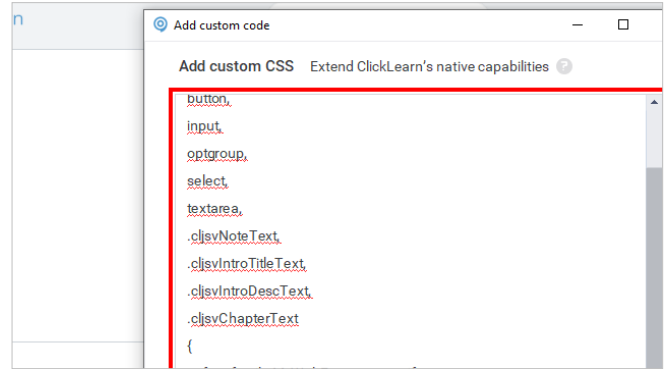 n
Add custom code
Add custom CSS Extend ClickLearn's native capabilities ?
button,
input,
optgroup,
select,
textarea,
.cljsvNoteText,
.cljsvIntroTitleText,
.cljsvIntroDescText,
.cljsvChapterText
{